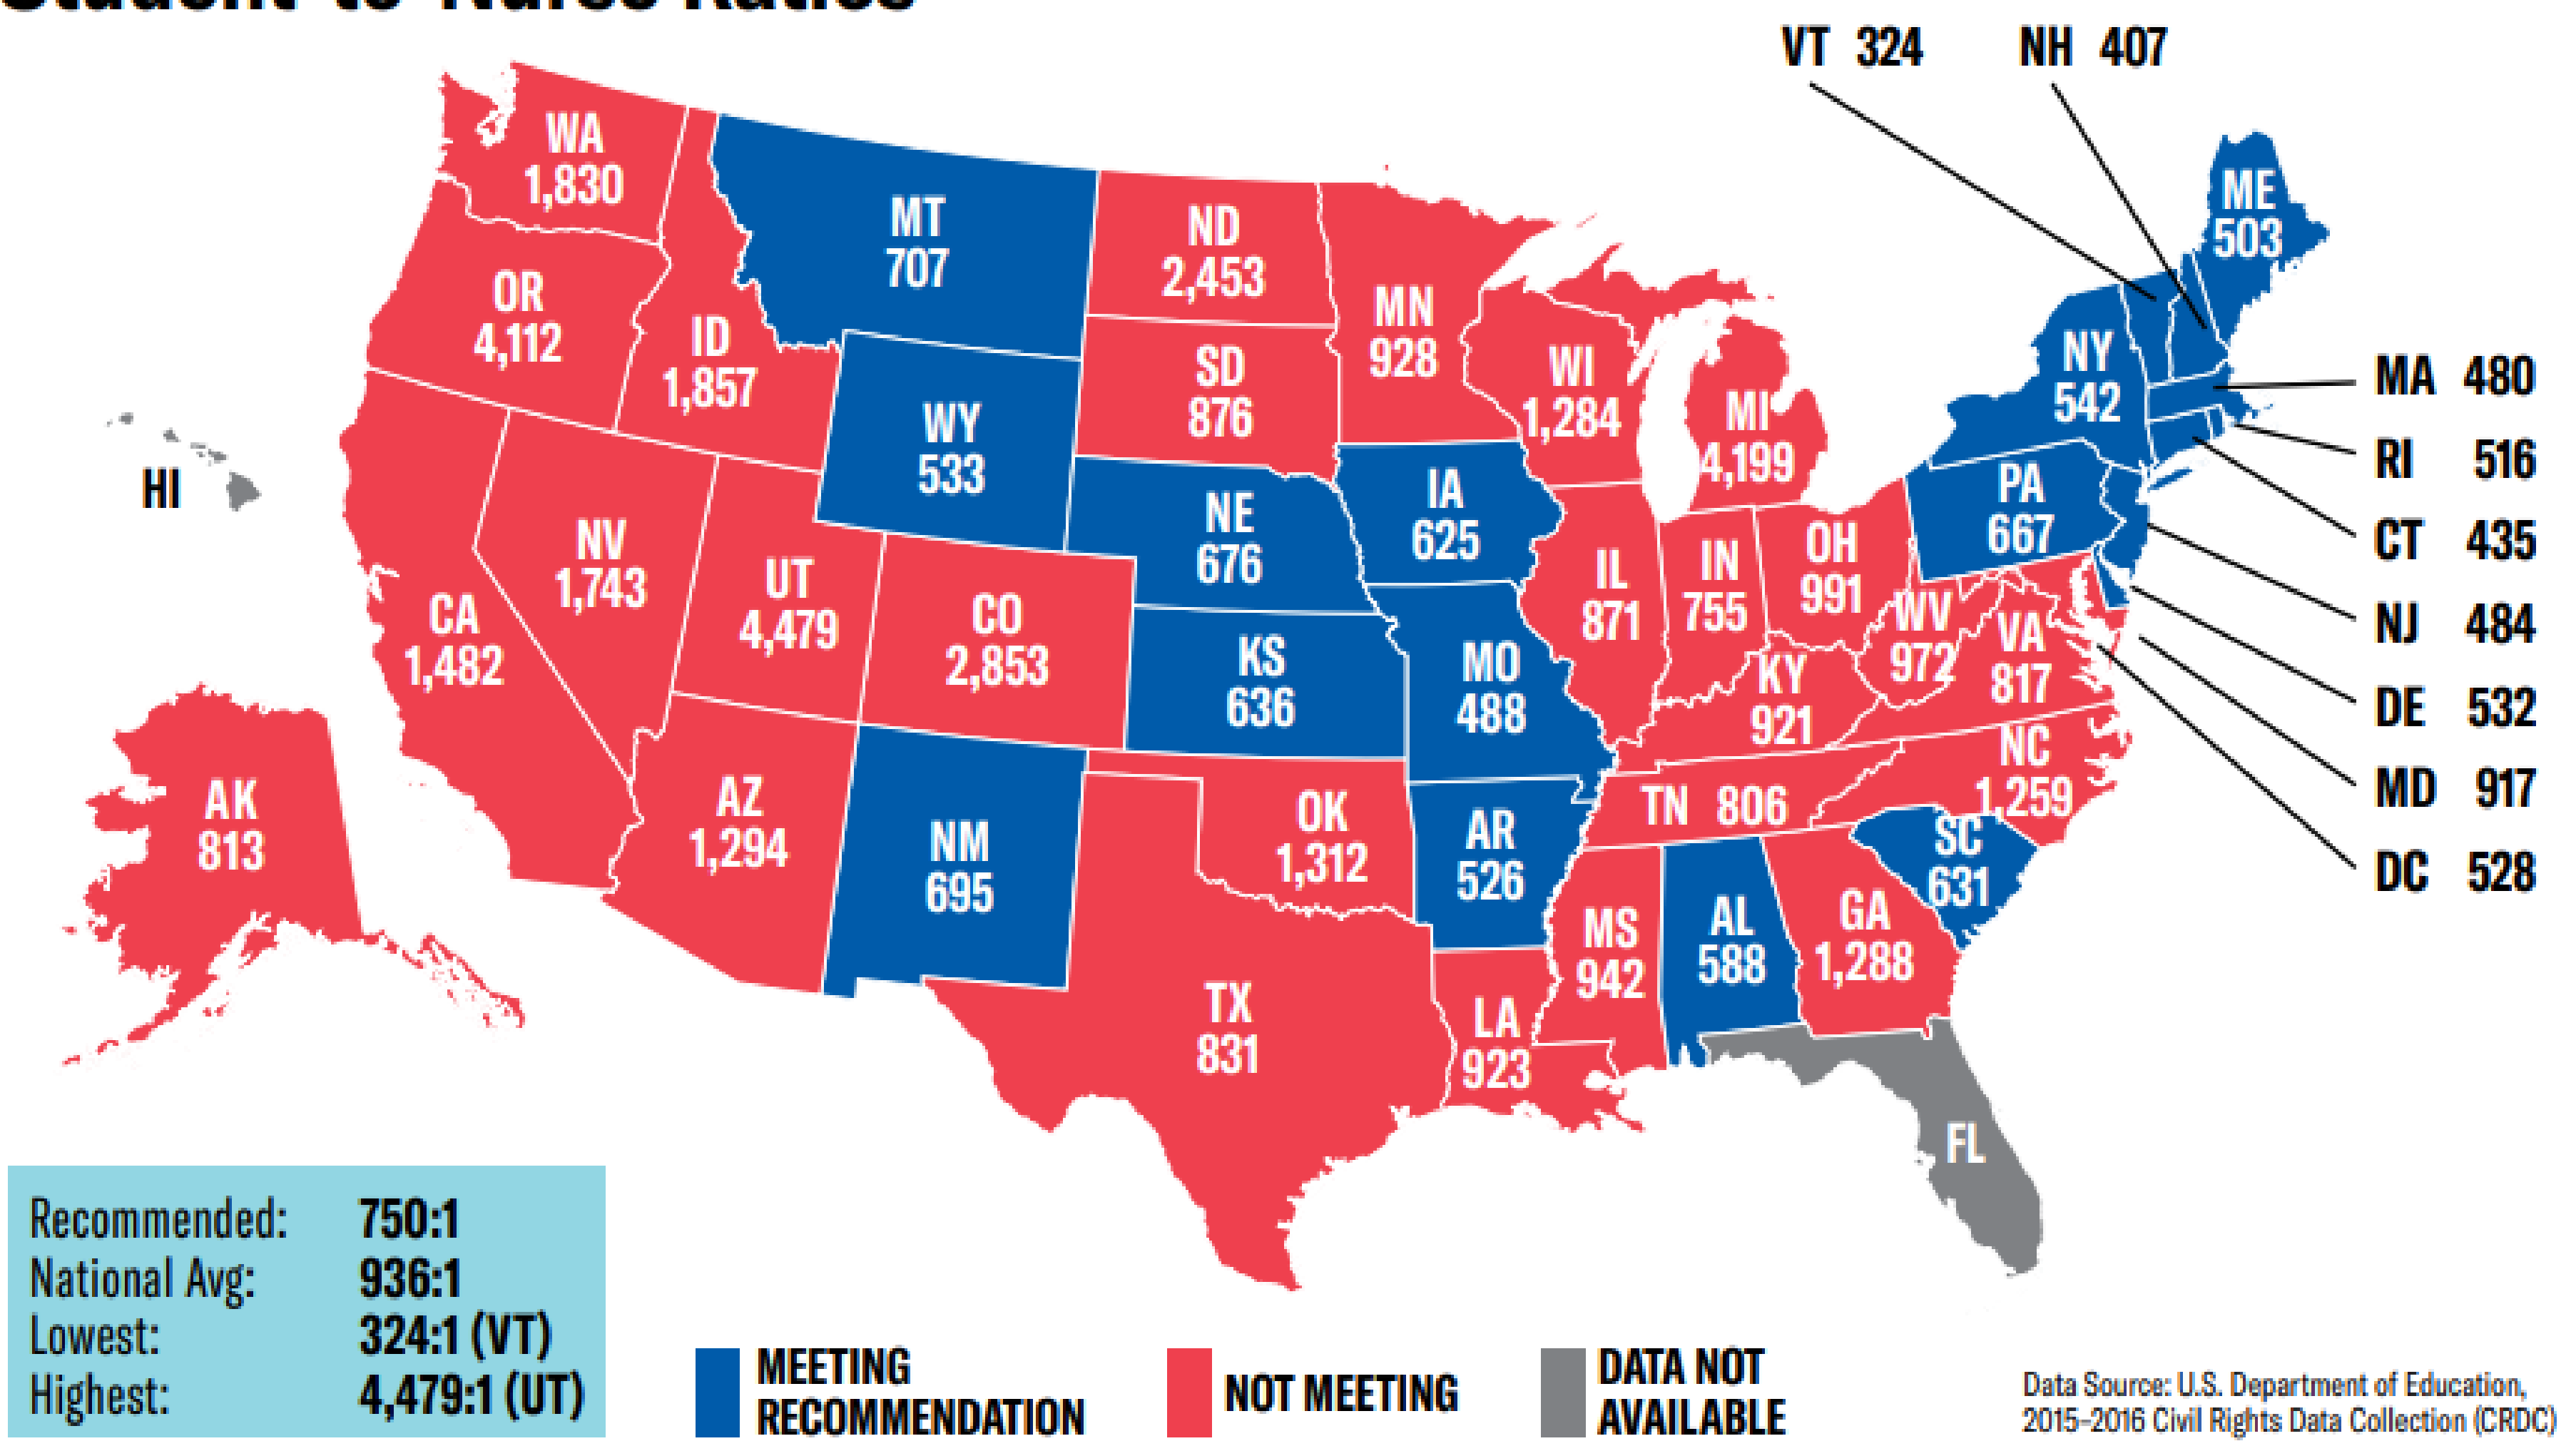 Student-to-Nurse Ratios
VT 324
NH 407
WA
1,830
MT
707
ND
2,453
ME
503
OR
4,112
ID
1,857
MN
928
SD
876
WI
1,284
MI
4,199
NY
542
MA 480
WY
533
RI 516
HI
IA
625
PA
667
NE
676
CT 435
NV
1,743
UT
4,479
IL
871
IN
755
OH
991
CO
2,853
CA
1,482
WV
972
VA
817
NJ 484
KS
636
MO
488
KY
921
DE 532
NC
1,259
MD 917
AK
813
AZ
1,294
OK
1,312
TN 806
NM
695
AR
526
SC
631
DC 528
MS
942
AL
588
GA
1,288
TX
831
LA
923
FL
Recommended: 750:1
National Avg: 936:1
Lowest: 324:1 (VT)
Highest: 4,479:1 (UT)
MEETING
RECOMMENDATION
NOT MEETING
DATA NOT
AVAILABLE
Data Source: U.S. Department of Education,
2015–2016 Civil Rights Data Collection (CRDC)